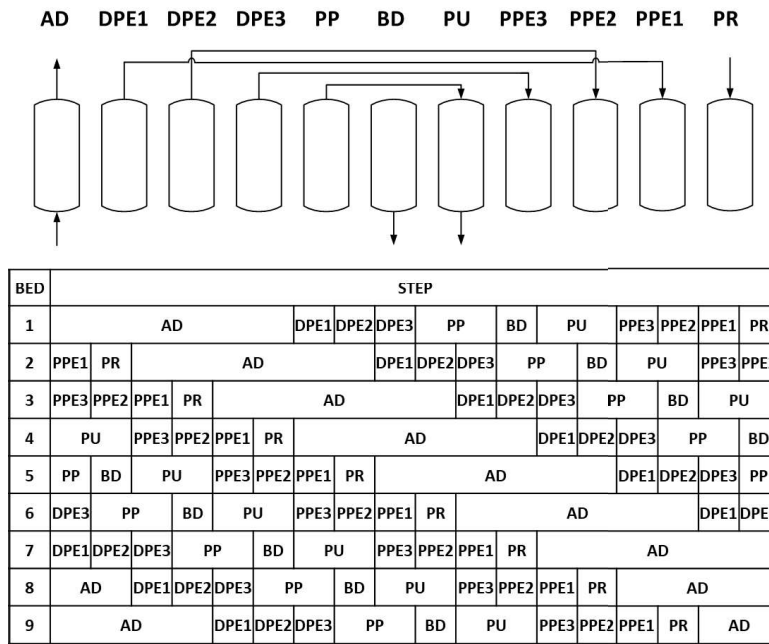 AD DPE1 DPE2 DPE3 PP BD PU PPE3 PPE2 PPE1 PR
BED STEP
1 AD DPE1 DPE2 DPE3 PP BD PU PPE3 PPE2 PPE1 PR
2 PPE1 PR AD DPE1 DPE2 DPE3 PP BD PU PPE3 PPE
3 PPE3 PPE2 PPE1 PR AD DPE1 DPE2 DPE3 PP BD PU
4 PU PPE3 PPE2 PPE1 PR AD DPE1 DPE2 DPE3 PP BD
5 PP BD PU PPE3 PPE2 PPE1 PR AD DPE1 DPE2 DPE3 PP
6 DPE3 PP BD PU PPE3 PPE2 PPE1 PR AD DPE1 DPE
7 DPE1 DPE2 DPE3 PP BD PU PPE3 PPE2 PPE1 PR AD
8 AD DPE1 DPE2 DPE3 PP BD PU PPE3 PPE2 PPE1 PR AD
9 AD DPE1 DPE2 DPE3 PP BD PU PPE3 PPE2 PPE1 PR AD